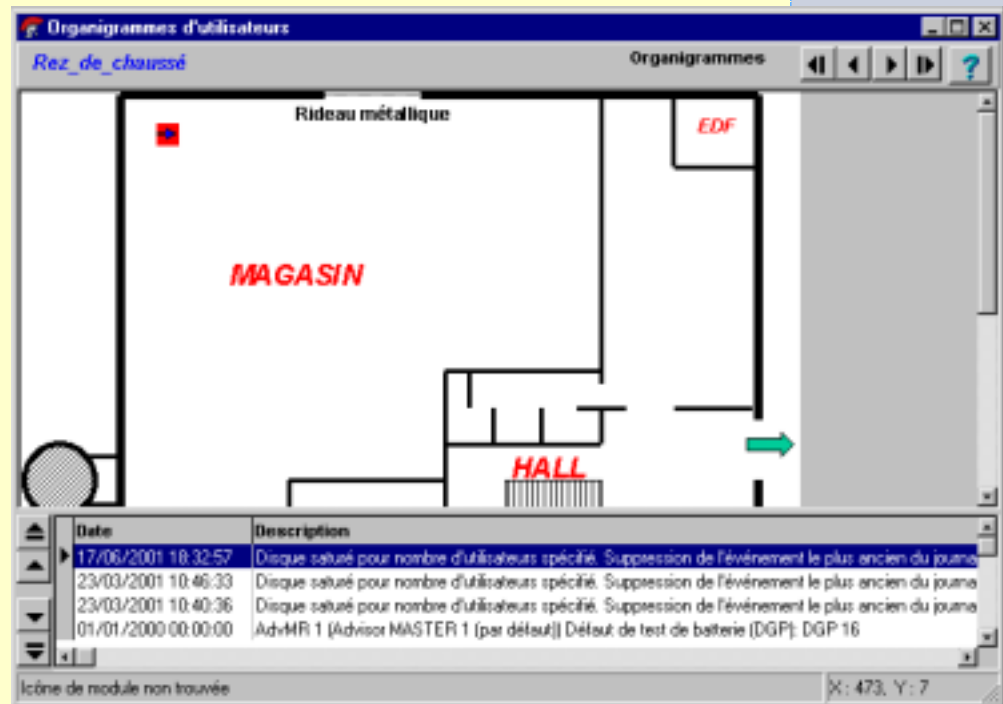 Organigrammes d'utilisateurs
Rez_de_chaussé
Organigrammes
?
Rideau métallique
EDF
MAGASIN
HALL
Date Description
17/06/2001 18:32:57 Disque saturé pour nombre d'utilisateurs spécifié. Suppression de l'événement le plus ancien du journa
23/03/2001 10:46:33 Disque saturé pour nombre d'utilisateurs spécifié. Suppression de l'événement le plus ancien du journa
23/03/2001 10:40:36 Disque saturé pour nombre d'utilisateurs spécifié. Suppression de l'événement le plus ancien du journa
01/01/2000 00:00:00 AdvMR 1 (Advisor MASTER 1 (par défaut)) Défaut de test de batterie (DGP): DGP 16
Icône de module non trouvée
X : 473, Y : 7